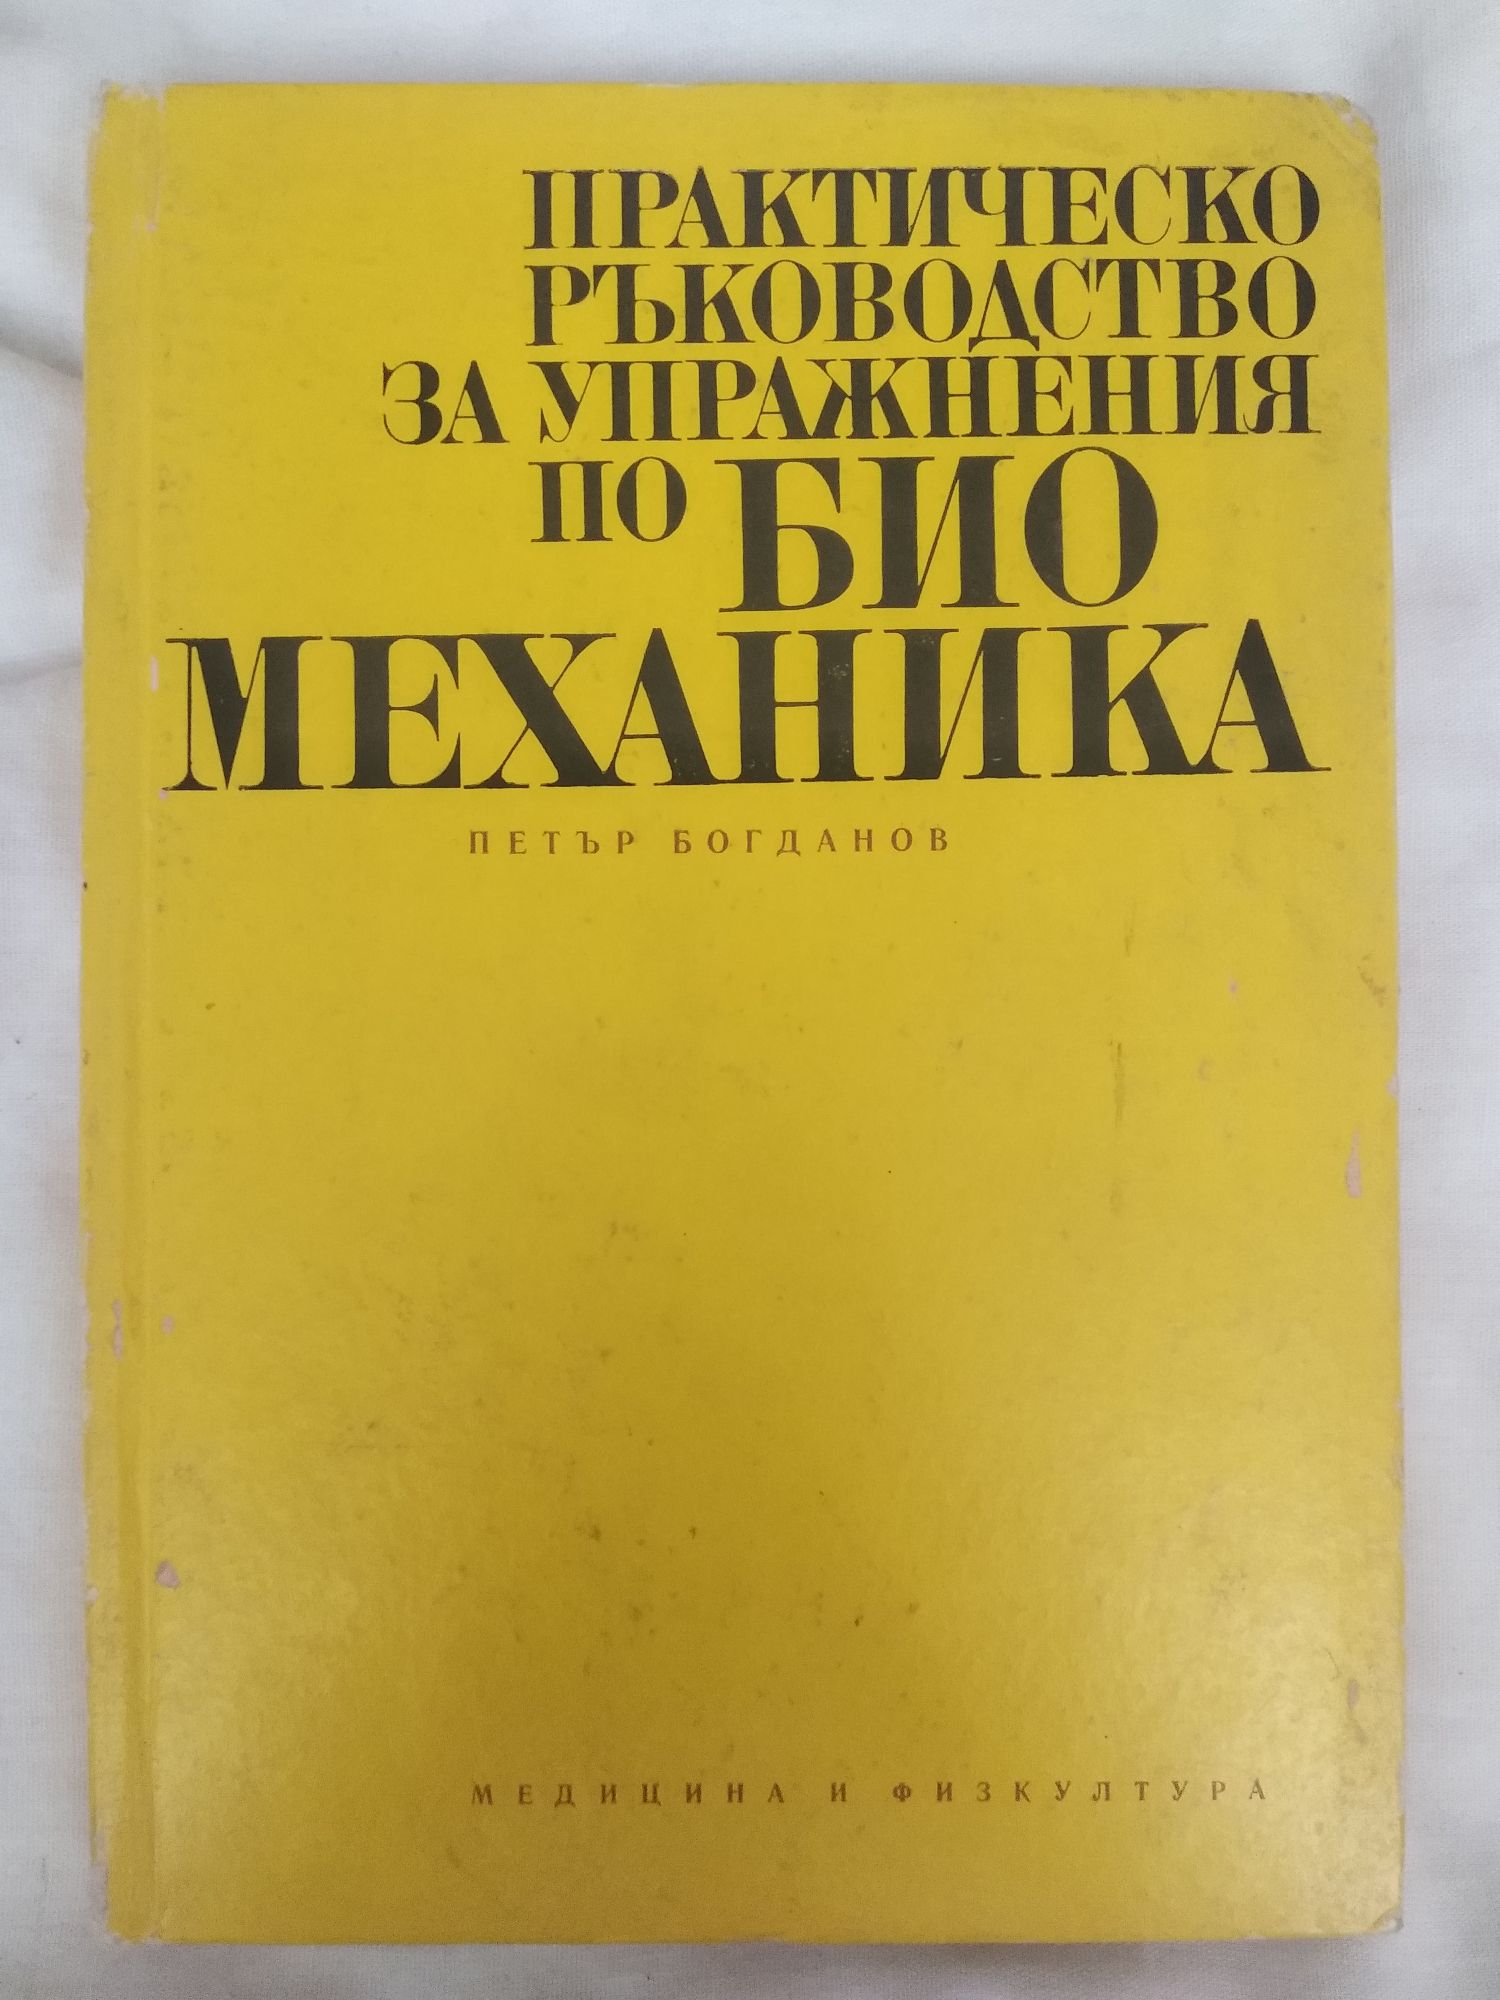 ПРАКТИЧЕСКО
РЪКОВОДСТВО
ЗА УПРАЖНЕНИЯ
ПО БИО
МЕХАНИКА
ПЕТЪР БОГДАНОВ
МЕДИЦИНА И ФИЗКУЛТУРА